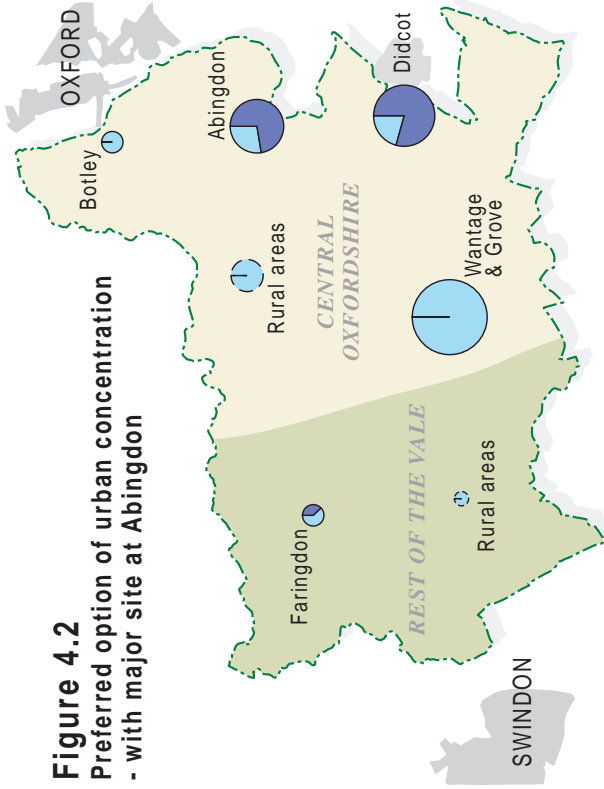 Figure 4.2
Preferred option of urban concentration
- with major site at Abingdon
OXFORD
Botley
Abingdon
Rural areas
CENTRAL
OXFORDSHIRE
Didcot
Wantage
& Grove
Faringdon
REST OF THE VALE
Rural areas
SWINDON